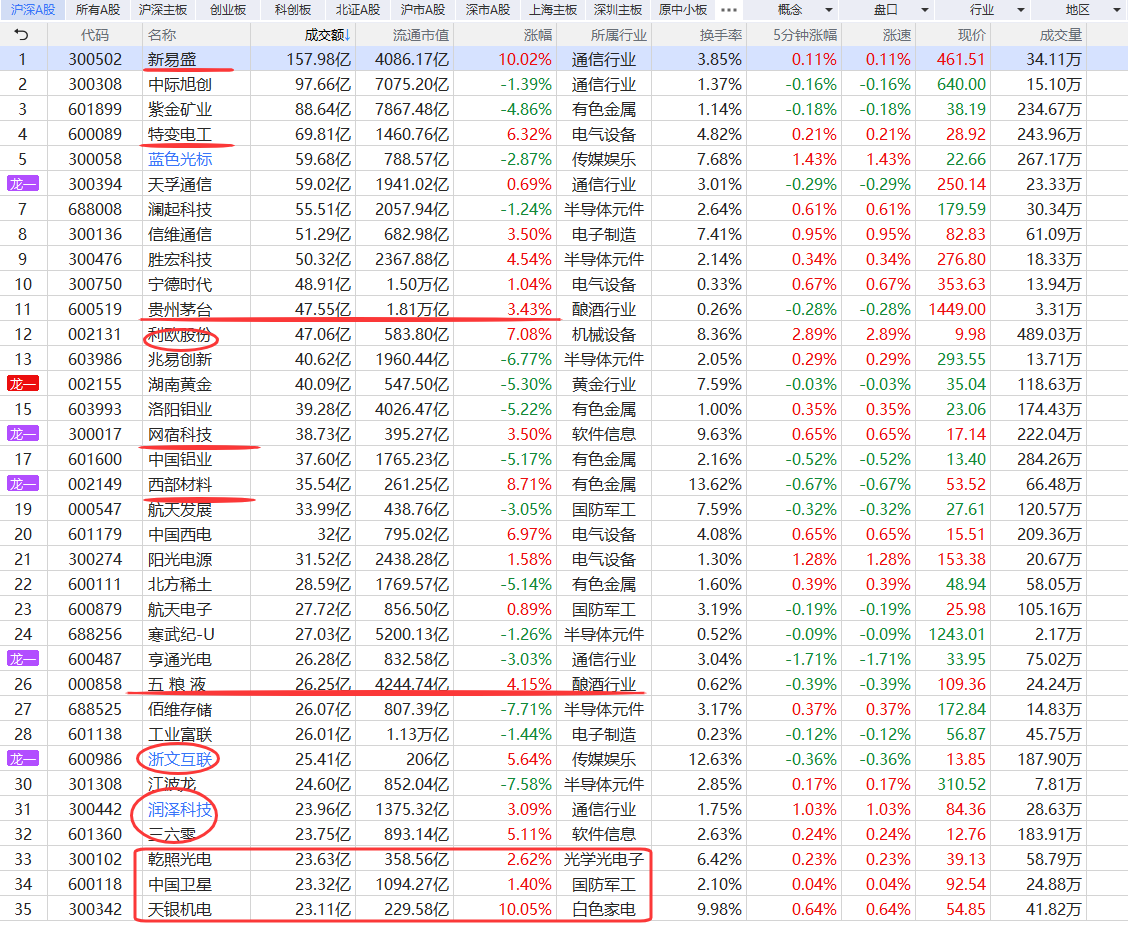 沪深A股 所有A股 沪深主板 创业板 科创板 北证A股 沪市A股 深市A股 上海主板 深圳主板 原中小板 ••• 概念 盘口 行业 地区
代码 名称 成交额↓ 流通市值 涨幅 所属行业 换手率 5分钟涨幅 涨速 现价 成交量
1 300502 新易盛 157.98亿 4086.17亿 10.02% 通信行业 3.85% 0.11% 0.11% 461.51 34.11万
2 300308 中际旭创 97.66亿 7075.20亿 -1.39% 通信行业 1.37% -0.16% -0.16% 640.00 15.10万
3 601899 紫金矿业 88.64亿 7867.48亿 -4.86% 有色金属 1.14% -0.18% -0.18% 38.19 234.67万
4 600089 特变电工 69.81亿 1460.76亿 6.32% 电气设备 4.82% 0.21% 0.21% 28.92 243.96万
5 300058 蓝色光标 59.68亿 788.57亿 -2.87% 传媒娱乐 7.68% 1.43% 1.43% 22.66 267.17万
龙一 300394 天孚通信 59.02亿 1941.02亿 0.69% 通信行业 3.01% -0.29% -0.29% 250.14 23.33万
7 688008 澜起科技 55.51亿 2057.94亿 -1.24% 半导体元件 2.64% 0.61% 0.61% 179.59 30.34万
8 300136 信维通信 51.29亿 682.98亿 3.50% 电子制造 7.41% 0.95% 0.95% 82.83 61.09万
9 300476 胜宏科技 50.32亿 2367.88亿 4.54% 半导体元件 2.14% 0.34% 0.34% 276.80 18.33万
10 300750 宁德时代 48.91亿 1.50万亿 1.04% 电气设备 0.33% 0.67% 0.67% 353.63 13.94万
11 600519 贵州茅台 47.55亿 1.81万亿 3.43% 酿酒行业 0.26% -0.28% -0.28% 1449.00 3.31万
12 002131 利欧股份 47.06亿 583.80亿 7.08% 机械设备 8.36% 2.89% 2.89% 9.98 489.03万
13 603986 兆易创新 40.62亿 1960.44亿 -6.77% 半导体元件 2.05% 0.29% 0.29% 293.55 13.71万
龙一 002155 湖南黄金 40.09亿 547.50亿 -5.30% 黄金行业 7.59% -0.03% -0.03% 35.04 118.63万
15 603993 洛阳钼业 39.28亿 4026.47亿 -5.22% 有色金属 1.00% 0.35% 0.35% 23.06 174.43万
龙一 300017 网宿科技 38.73亿 395.27亿 3.50% 软件信息 9.63% 0.65% 0.65% 17.14 222.04万
17 601600 中国铝业 37.60亿 1765.23亿 -5.17% 有色金属 2.16% -0.52% -0.52% 13.40 284.26万
龙一 002149 西部材料 35.54亿 261.25亿 8.71% 有色金属 13.62% -0.67% -0.67% 53.52 66.48万
19 000547 航天发展 33.99亿 438.76亿 -3.05% 国防军工 7.59% -0.32% -0.32% 27.61 120.57万
20 601179 中国西电 32亿 795.02亿 6.97% 电气设备 4.08% 0.65% 0.65% 15.51 209.36万
21 300274 阳光电源 31.52亿 2438.28亿 1.58% 电气设备 1.30% 1.28% 1.28% 153.38 20.67万
22 600111 北方稀土 28.59亿 1769.57亿 -5.14% 有色金属 1.60% 0.39% 0.39% 48.94 58.05万
23 600879 航天电子 27.72亿 856.50亿 0.89% 国防军工 3.19% -0.19% -0.19% 25.98 105.16万
24 688256 寒武纪-U 27.03亿 5200.13亿 -1.26% 半导体元件 0.52% -0.09% -0.09% 1243.01 2.17万
龙一 600487 亨通光电 26.28亿 832.58亿 -3.03% 通信行业 3.04% -1.71% -1.71% 33.95 75.02万
26 000858 五 粮 液 26.25亿 4244.74亿 4.15% 酿酒行业 0.62% -0.39% -0.39% 109.36 24.24万
27 688525 佰维存储 26.07亿 807.39亿 -7.71% 半导体元件 3.17% 0.37% 0.37% 172.84 14.83万
28 601138 工业富联 26.01亿 1.13万亿 -1.44% 电子制造 0.23% -0.12% -0.12% 56.87 45.75万
龙一 600986 浙文互联 25.41亿 206亿 5.64% 传媒娱乐 12.63% -0.36% -0.36% 13.85 187.90万
30 301308 江波龙 24.60亿 852.04亿 -7.58% 半导体元件 2.85% 0.17% 0.17% 310.52 7.81万
31 300442 润泽科技 23.96亿 1375.32亿 3.09% 通信行业 1.75% 1.03% 1.03% 84.36 28.63万
32 601360 三六零 23.75亿 893.14亿 5.11% 软件信息 2.63% 0.24% 0.24% 12.76 183.91万
33 300102 乾照光电 23.63亿 358.56亿 2.62% 光学光电子 6.42% 0.23% 0.23% 39.13 58.79万
34 600118 中国卫星 23.32亿 1094.27亿 1.40% 国防军工 2.10% 0.04% 0.04% 92.54 24.88万
35 300342 天银机电 23.11亿 229.58亿 10.05% 白色家电 9.98% 0.64% 0.64% 54.85 41.82万